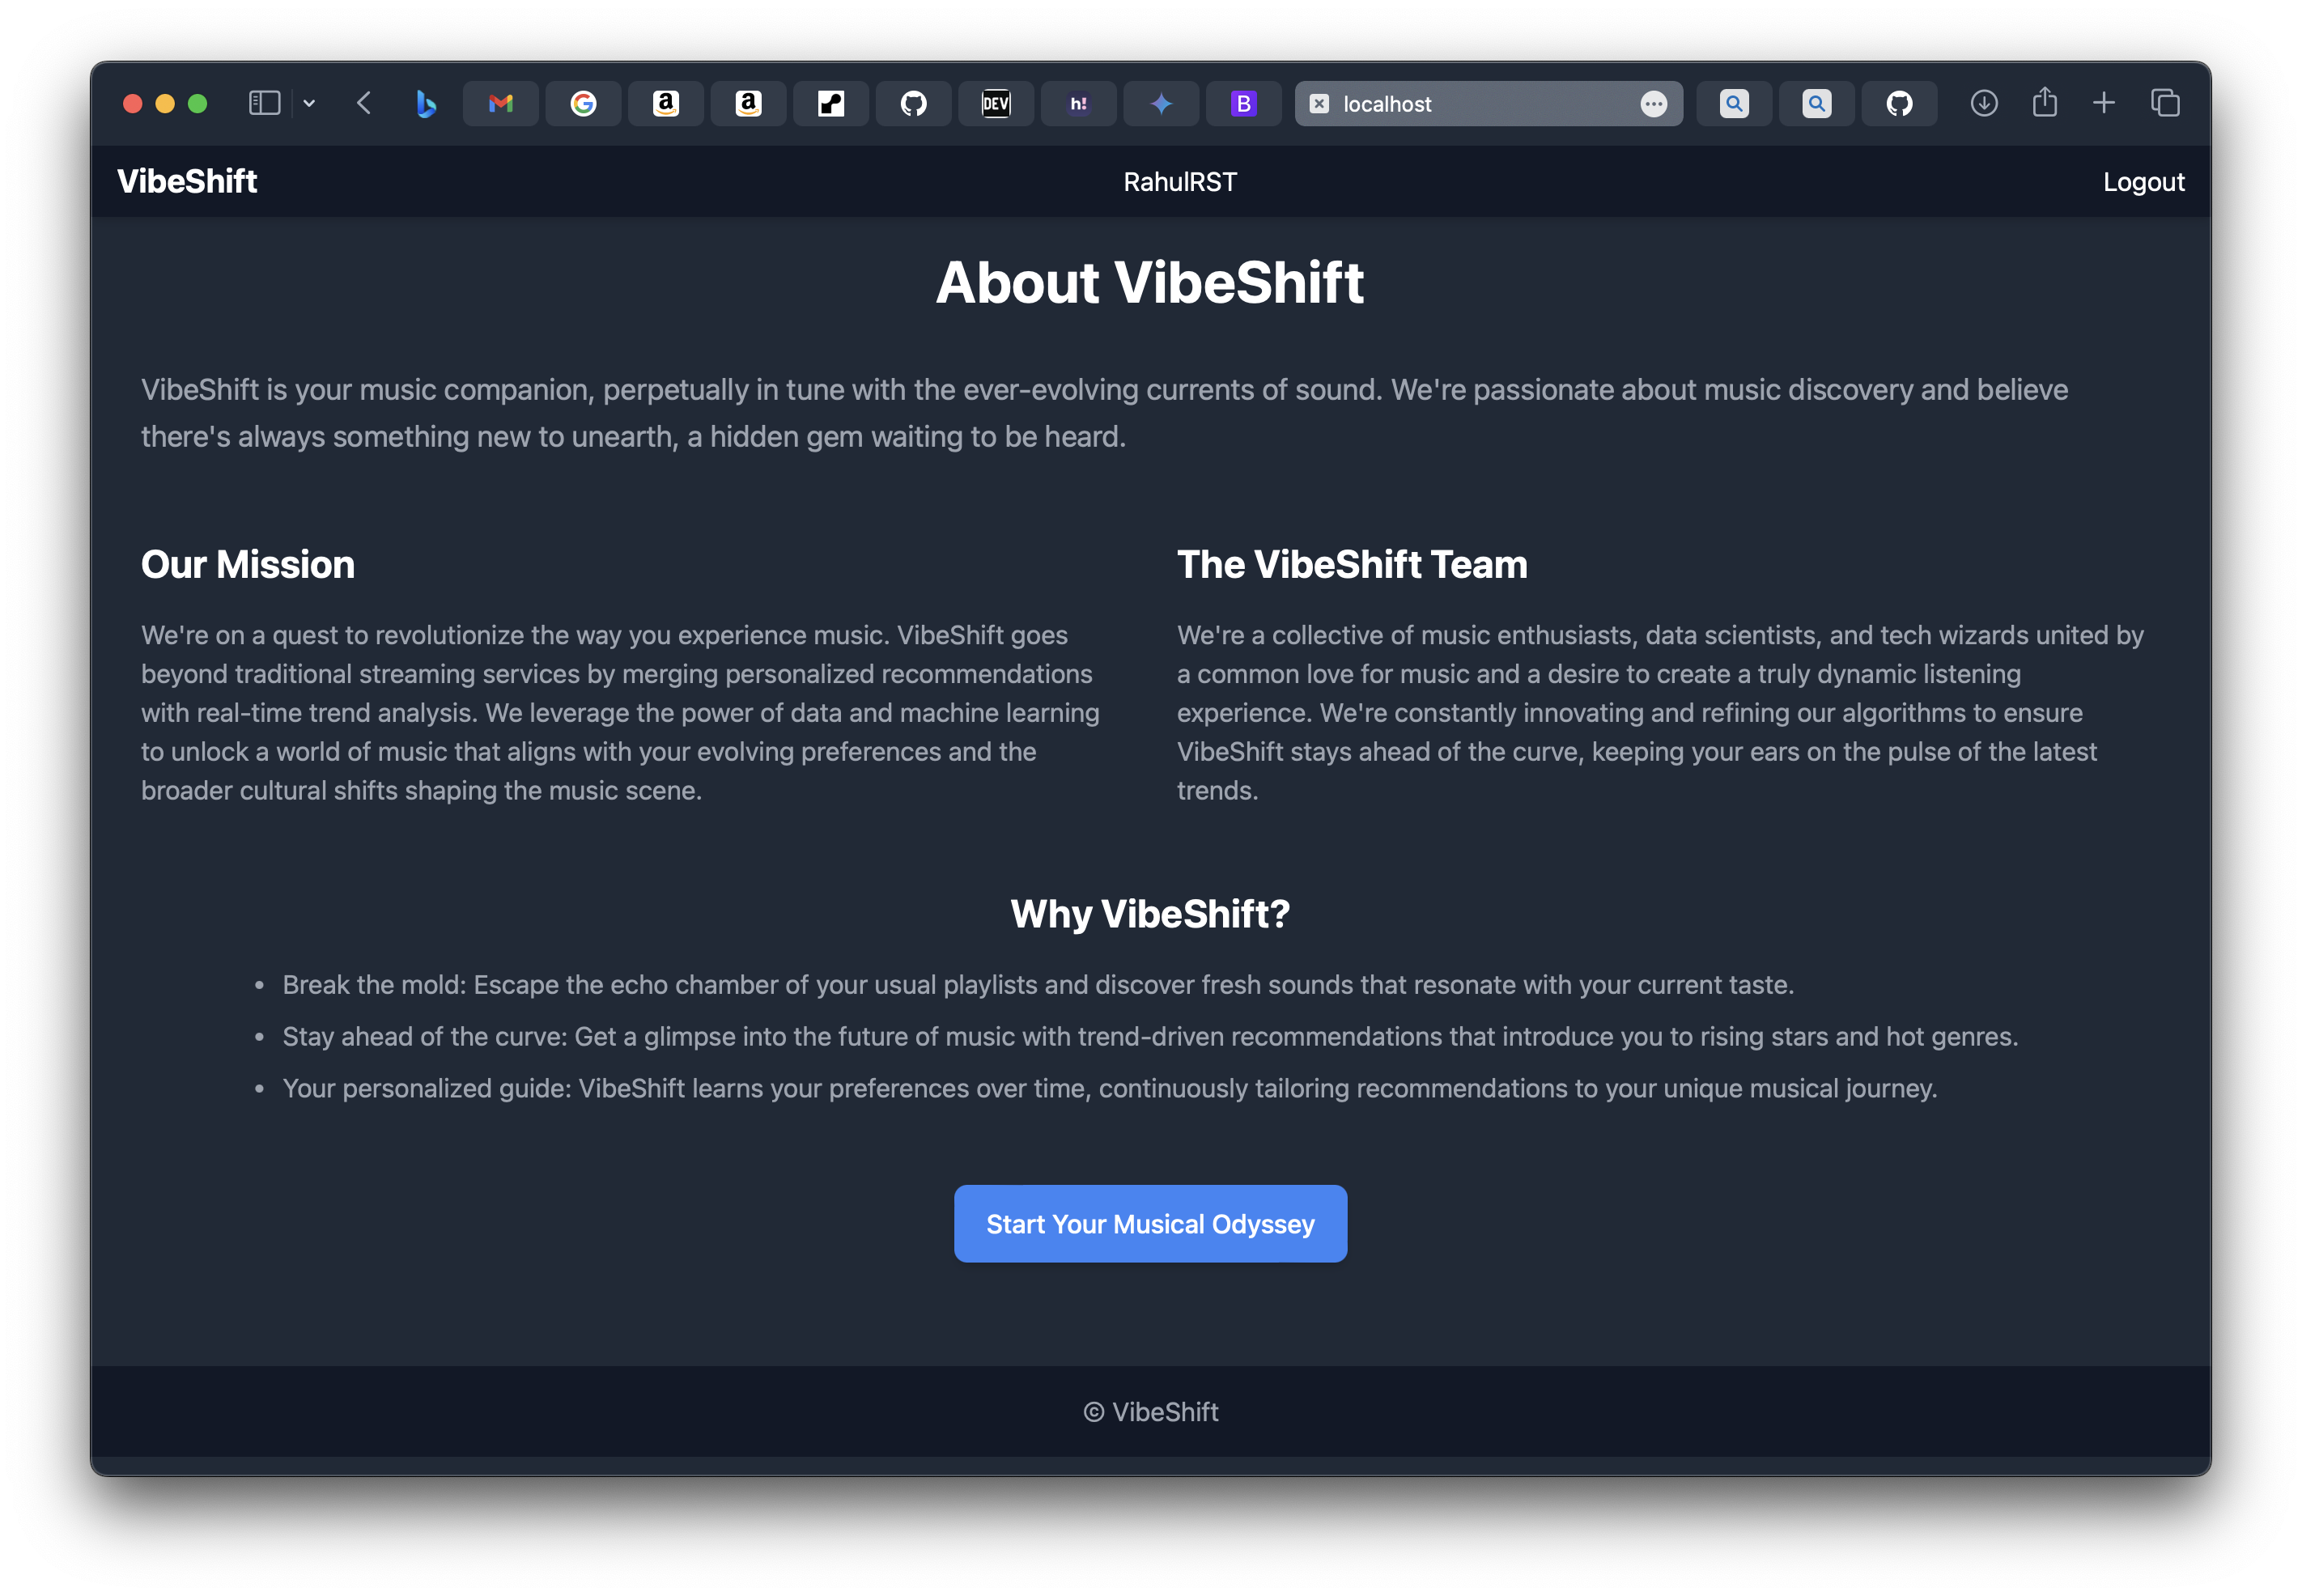 DEV
h!
B
localhost
VibeShift
RahulRST
Logout
About VibeShift
VibeShift is your music companion, perpetually in tune with the ever-evolving currents of sound. We're passionate about music discovery and believe
there's always something new to unearth, a hidden gem waiting to be heard.
Our Mission
We're on a quest to revolutionize the way you experience music. VibeShift goes
beyond traditional streaming services by merging personalized recommendations
with real-time trend analysis. We leverage the power of data and machine learning
to unlock a world of music that aligns with your evolving preferences and the
broader cultural shifts shaping the music scene.
The VibeShift Team
We're a collective of music enthusiasts, data scientists, and tech wizards united by
a common love for music and a desire to create a truly dynamic listening
experience. We're constantly innovating and refining our algorithms to ensure
VibeShift stays ahead of the curve, keeping your ears on the pulse of the latest
trends.
Why VibeShift?
• Break the mold: Escape the echo chamber of your usual playlists and discover fresh sounds that resonate with your current taste.
• Stay ahead of the curve: Get a glimpse into the future of music with trend-driven recommendations that introduce you to rising stars and hot genres.
• Your personalized guide: VibeShift learns your preferences over time, continuously tailoring recommendations to your unique musical journey.
Start Your Musical Odyssey
© VibeShift